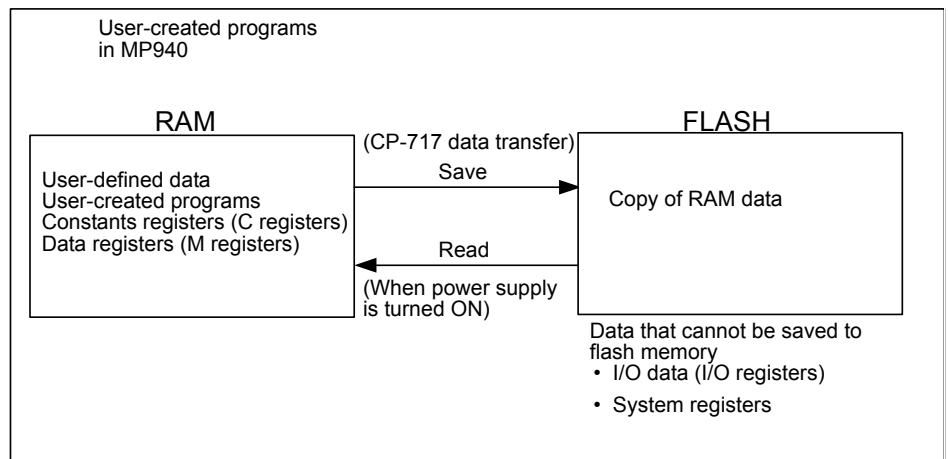 User-created programs
in MP940
RAM
FLASH
(CP-717 data transfer)
Save
User-defined data
User-created programs
Constants registers (C registers)
Data registers (M registers)
Copy of RAM data
Read
(When power supply
is turned ON)
Data that cannot be saved to
flash memory
• I/O data (I/O registers)
• System registers